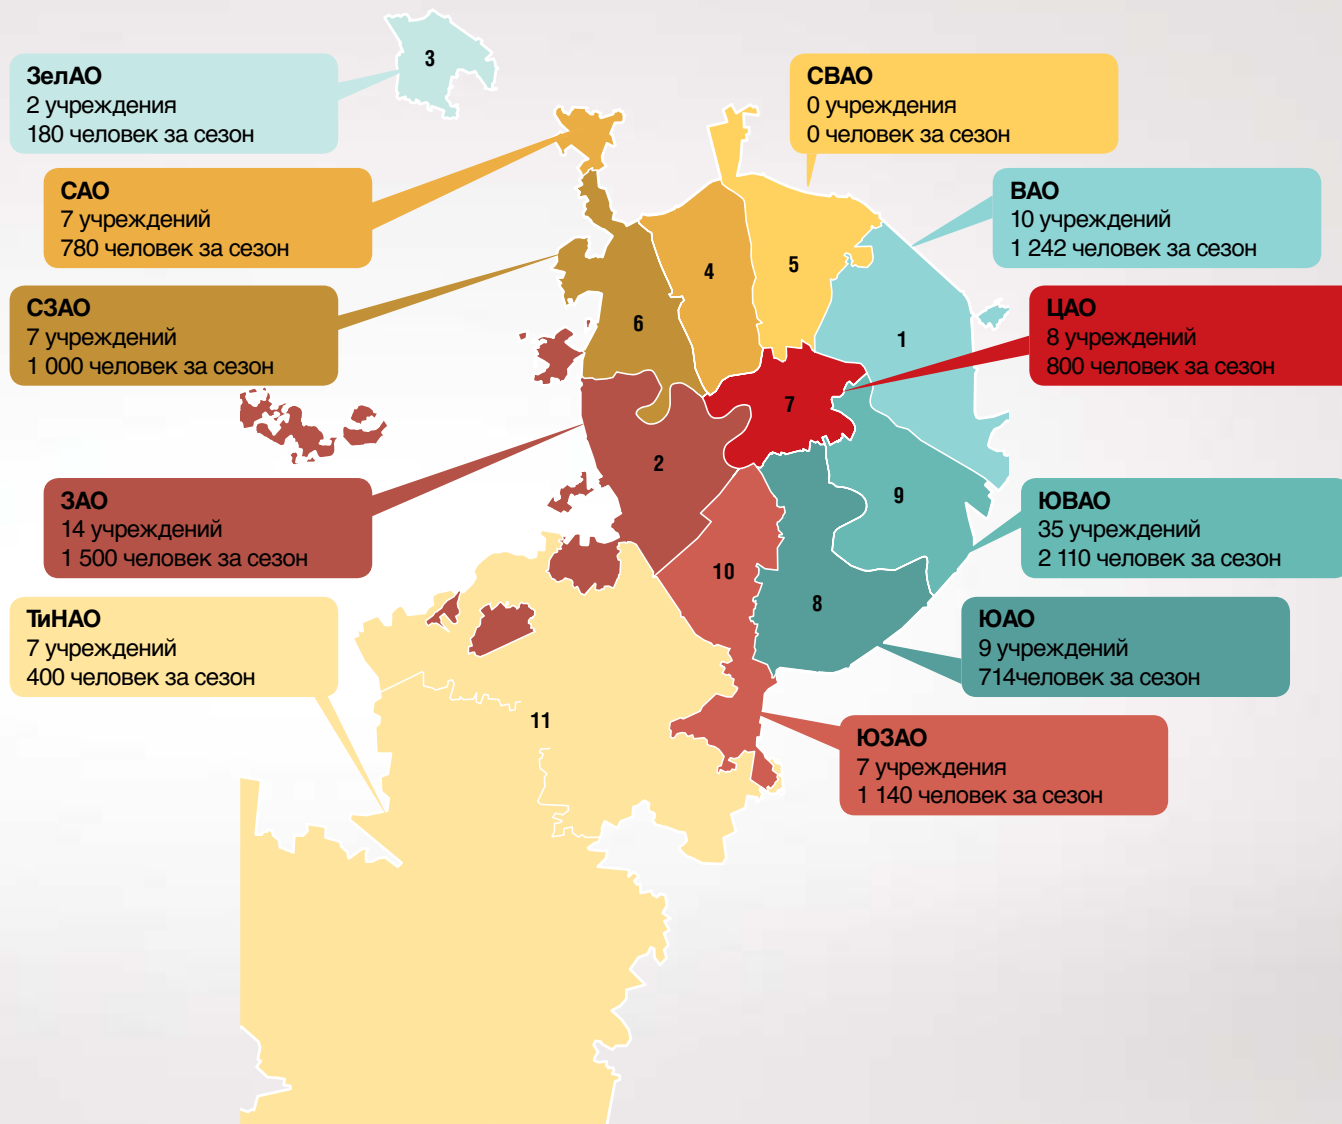 3
ЗелАО
2 учреждения
180 человек за сезон
СВАО
0 учреждения
0 человек за сезон
САО
7 учреждений
780 человек за сезон
ВАО
10 учреждений
1 242 человек за сезон
4
5
СЗАО
7 учреждений
1 000 человек за сезон
6
1
ЦАО
8 учреждений
800 человек за сезон
7
2
9
ЗАО
14 учреждений
1 500 человек за сезон
ЮВАО
35 учреждений
2 110 человек за сезон
10
8
ТиНАО
7 учреждений
400 человек за сезон
ЮАО
9 учреждений
714человек за сезон
11
ЮЗАО
7 учреждения
1 140 человек за сезон